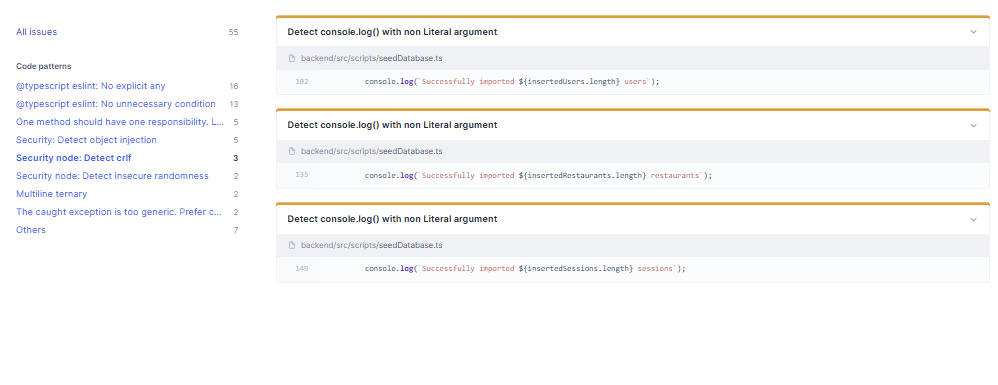 All issues 55
Code patterns
@typescript eslint: No explicit any 16
@typescript eslint: No unnecessary condition 13
One method should have one responsibility. L... 5
Security: Detect object injection 5
Security node: Detect crlf 3
Security node: Detect insecure randomness 2
Multiline ternary 2
The caught exception is too generic. Prefer c... 2
Others 7
Detect console.log() with non Literal argument
backend/src/scripts/seedDatabase.ts
102 console.log(`Successfully imported ${insertedUsers.length} users`);
Detect console.log() with non Literal argument
backend/src/scripts/seedDatabase.ts
135 console.log(`Successfully imported ${insertedRestaurants.length} restaurants`);
Detect console.log() with non Literal argument
backend/src/scripts/seedDatabase.ts
149 console.log(`Successfully imported ${insertedSessions.length} sessions`);